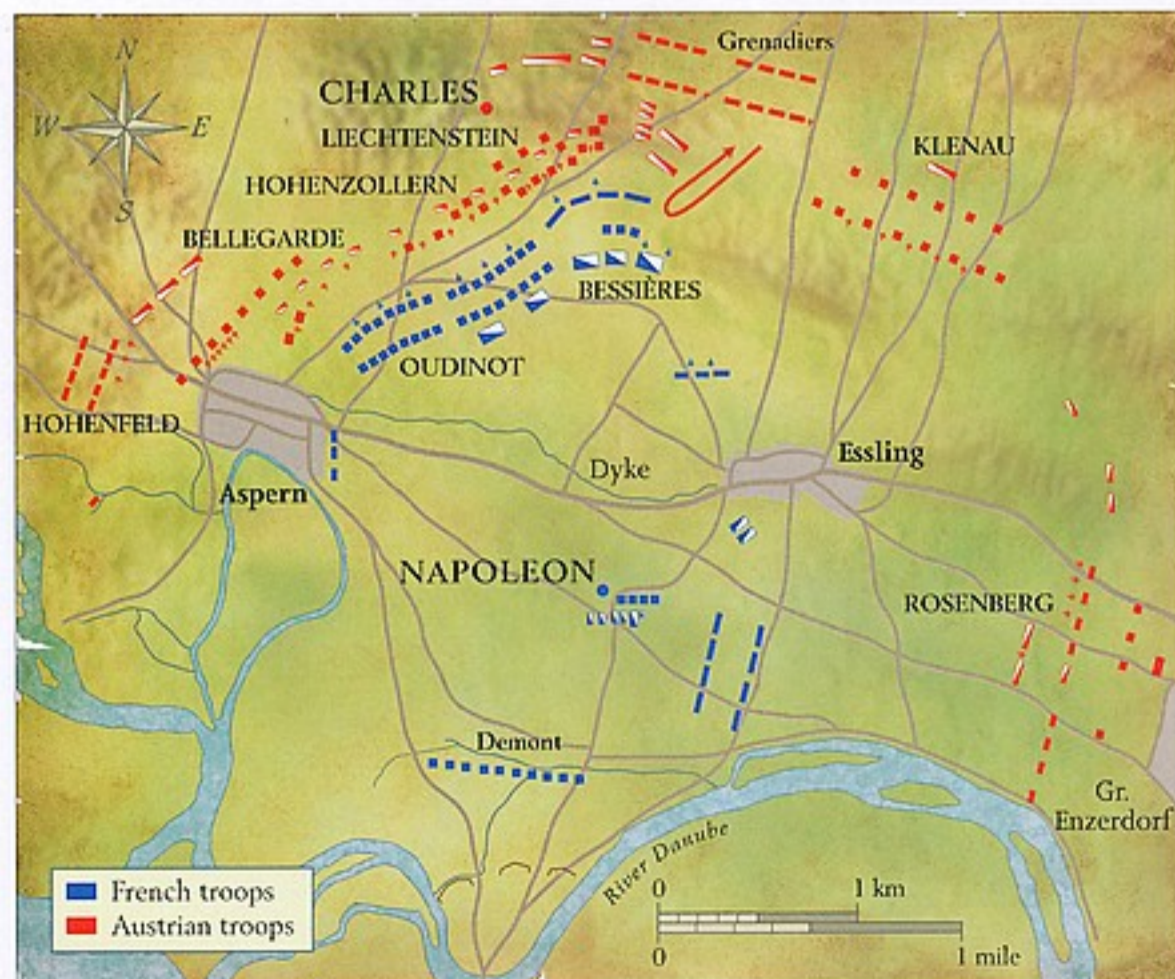 N
W
E
S
Grenadiers
CHARLES
LIECHTENSTEIN
KLENAU
HOHENZOLLERN
BELLEGARDE
BESSIÈRES
OUDINOT
HOHENFELD
Essling
Dyke
Aspern
NAPOLEON
ROSENBERG
Demont
Gr.
Enzerdorf
River Danube
French troops
Austrian troops
0 1 km
0 1 mile